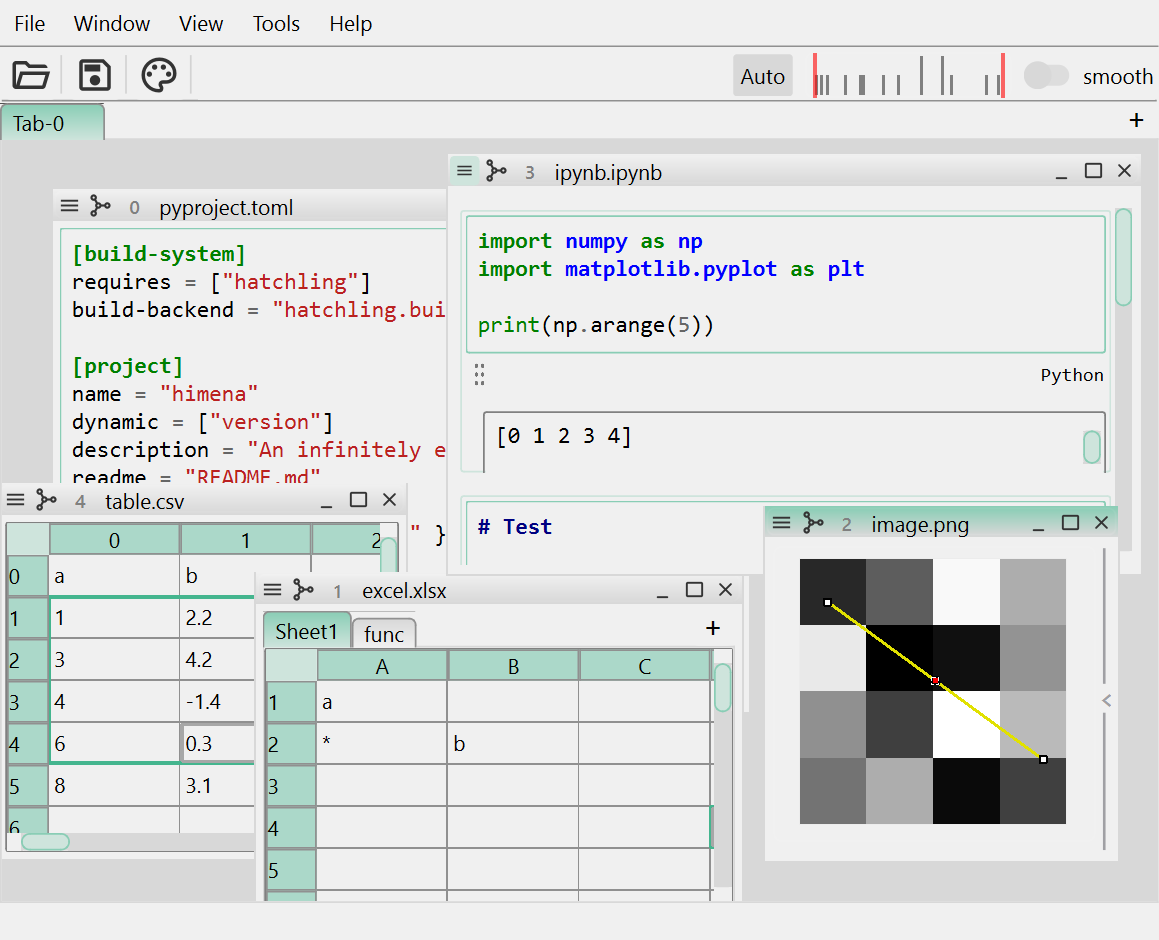 File Window View Tools Help
Auto smooth
Tab-0 +
3 ipynb.ipynb
import numpy as np
import matplotlib.pyplot as plt
print(np.arange(5))
Python
[0 1 2 3 4]
# Test
0 pyproject.toml
[build-system]
requires = ["hatchling"]
build-backend = "hatchling.bui
[project]
name = "himena"
dynamic = ["version"]
description = "An infinitely e
readme = "README.md"
" }
4 table.csv
0 1 2
0 a b
1 1 2.2
2 3 4.2
3 4 -1.4
4 6 0.3
5 8 3.1
6
1 excel.xlsx
Sheet1 func +
A B C
1 a
2 * b
3
4
5
2 image.png